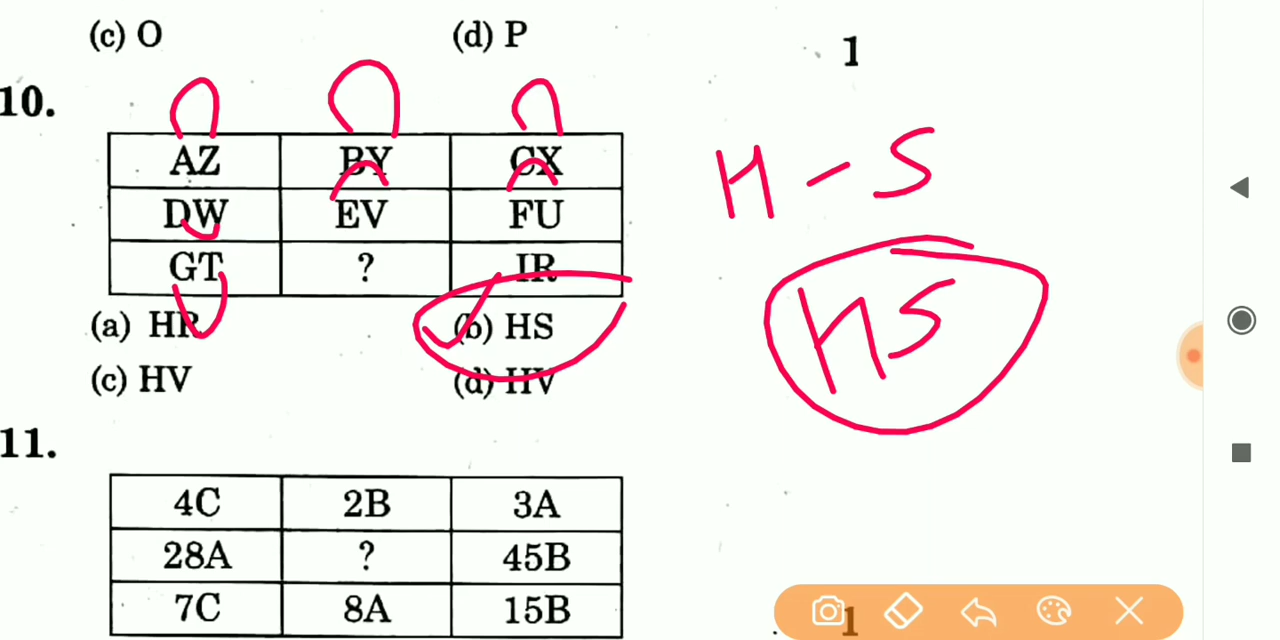 (c) O (d) P
1
10.
AZ BY CX
H - S
DW EV FU
GT ? IR
HS
(a) HR (b) HS
(c) HV (d) HV
11.
4C 2B 3A
28A ? 45B
7C 8A 15B
1